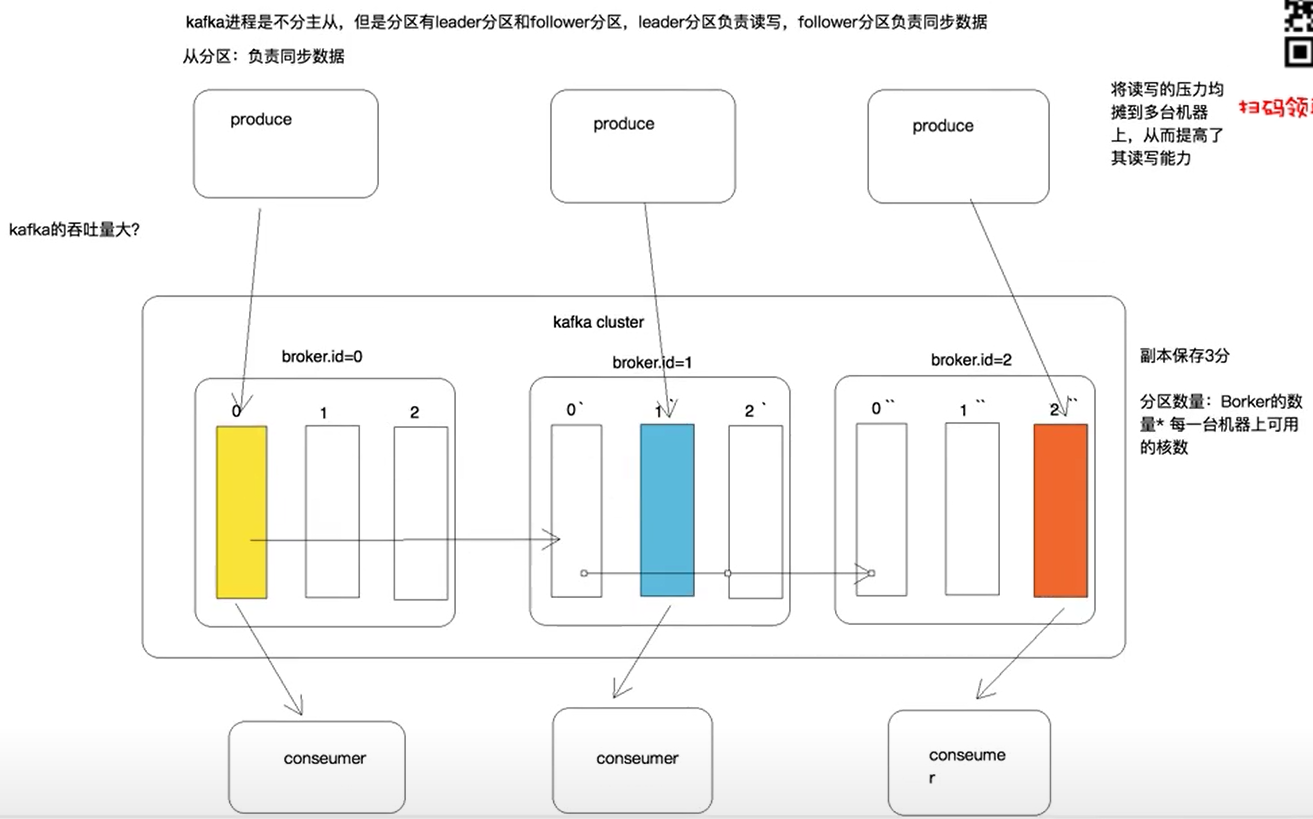 kafka进程是不分主从，但是分区有leader分区和follower分区，leader分区负责读写，follower分区负责同步数据
从分区：负责同步数据
produce
produce
produce
将读写的压力均
摊到多台机器
上，从而提高了
其读写能力
扫码领
kafka的吞吐量大?
kafka cluster
broker.id=0
broker.id=1
broker.id=2
副本保存3分
分区数量：Borker的数
量* 每一台机器上可用
的核数
0
1
2
0 `
1 `
2 `
0 ``
1 ``
2 ``
conseumer
conseumer
conseume
r